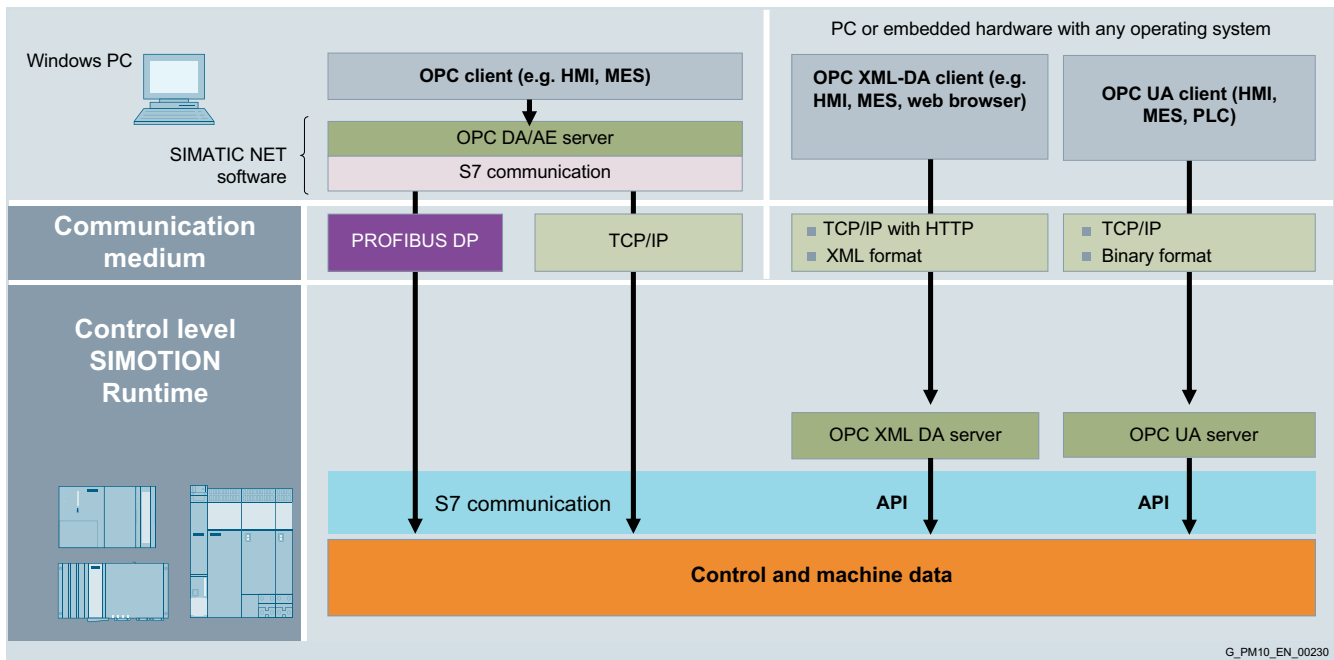 PC or embedded hardware with any operating system
Windows PC
OPC client (e.g. HMI, MES)
OPC XML-DA client (e.g.
HMI, MES, web browser)
OPC UA client (HMI,
MES, PLC)
SIMATIC NET
software
OPC DA/AE server
S7 communication
Communication
medium
PROFIBUS DP
TCP/IP
TCP/IP with HTTP
XML format
TCP/IP
Binary format
Control level
SIMOTION
Runtime
OPC XML DA server
OPC UA server
S7 communication
API
API
Control and machine data
G_PM10_EN_00230